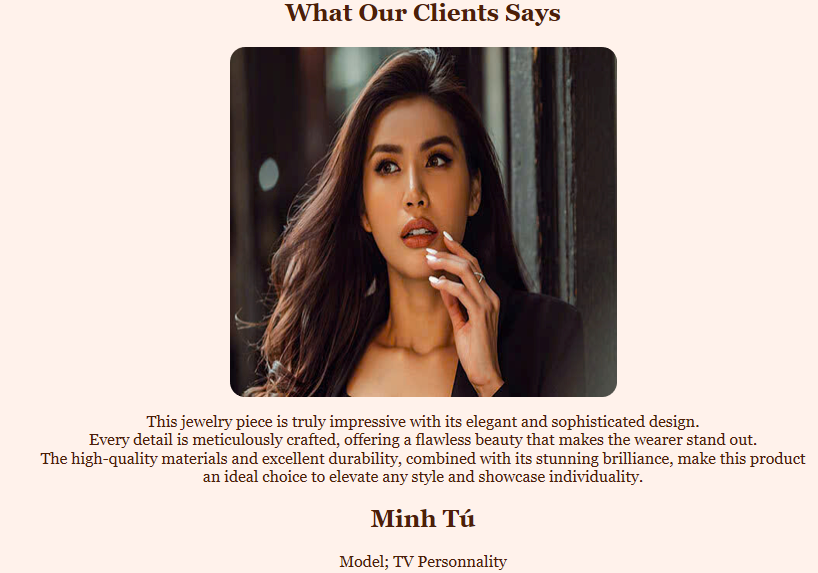 What Our Clients Says
This jewelry piece is truly impressive with its elegant and sophisticated design.
Every detail is meticulously crafted, offering a flawless beauty that makes the wearer stand out.
The high-quality materials and excellent durability, combined with its stunning brilliance, make this product
an ideal choice to elevate any style and showcase individuality.
Minh Tú
Model; TV Personnality